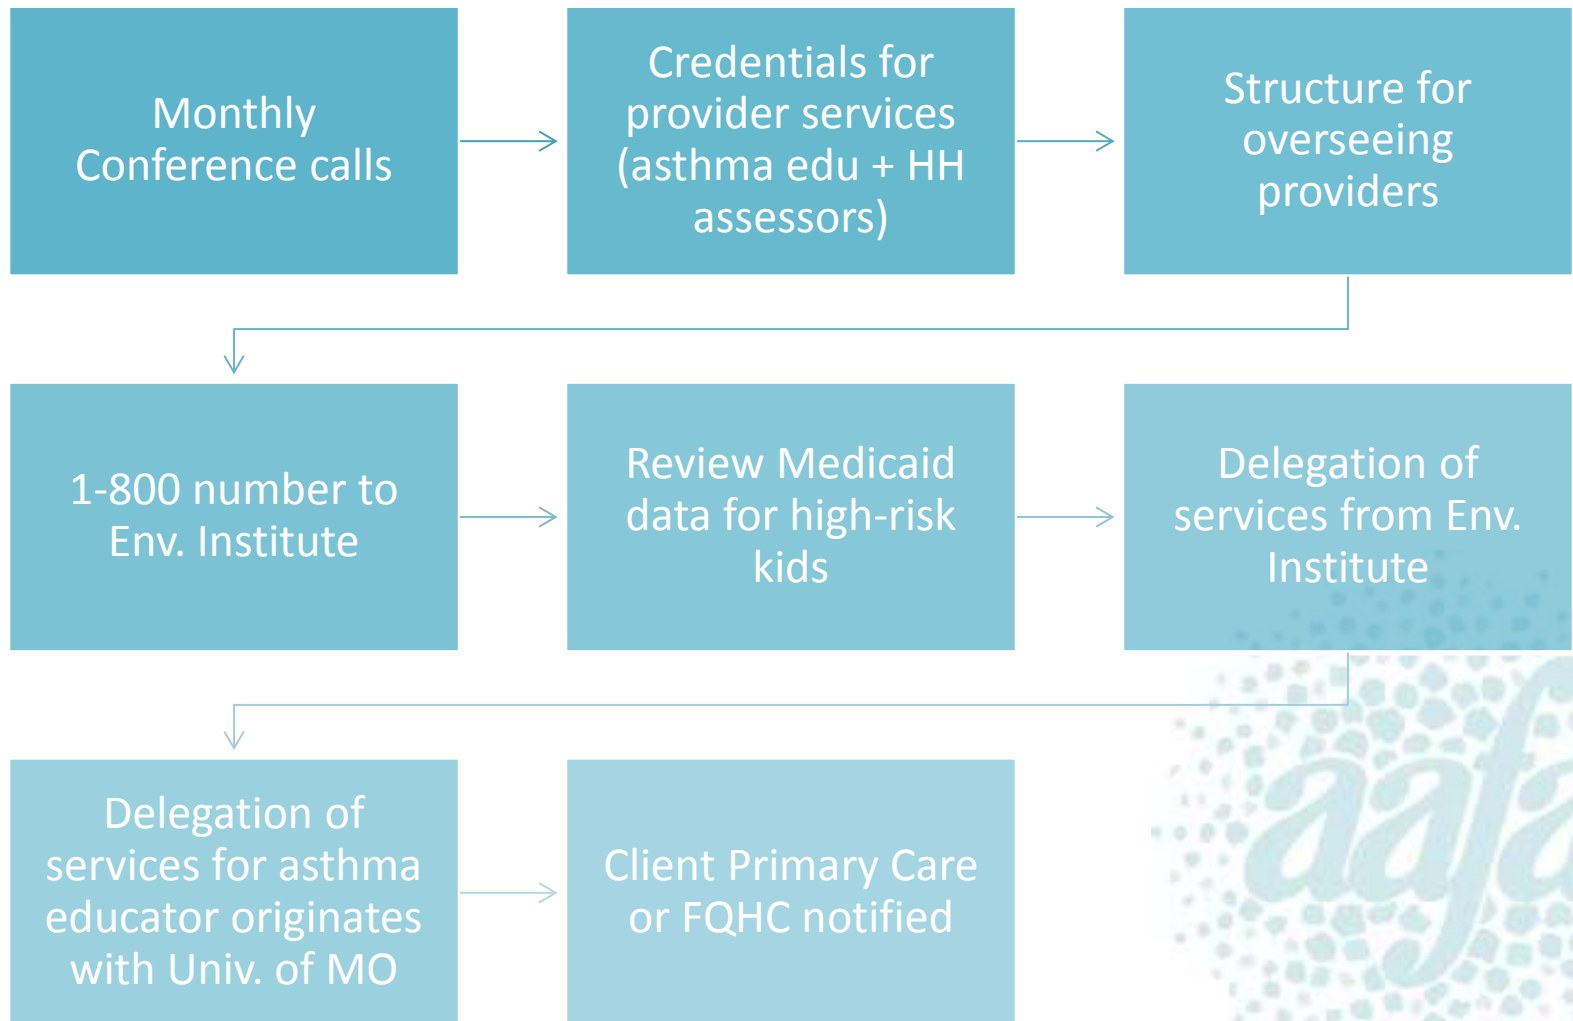 Monthly
Conference calls
Credentials for
provider services
(asthma edu + HH
assessors)
Structure for
overseeing
providers
1-800 number to
Env. Institute
Review Medicaid
data for high-risk
kids
Delegation of
services from Env.
Institute
Delegation of
services for asthma
educator originates
with Univ. of MO
Client Primary Care
or FQHC notified
aafa